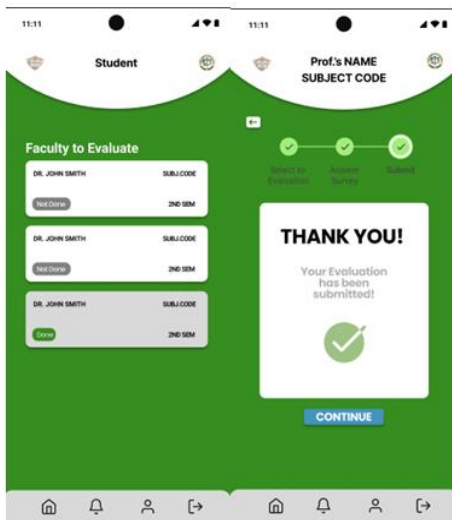 11:11
Student
Faculty to Evaluate
DR. JOHN SMITH SUBJ.CODE
Not Done 2ND SEM
DR. JOHN SMITH SUBJ.CODE
Not Done 2ND SEM
DR. JOHN SMITH SUBJ.CODE
Done 2ND SEM
11:11
Prof.'s NAME
SUBJECT CODE
Select to Answer Submit
Evaluation Survey
THANK YOU!
Your Evaluation
has been
submitted!
CONTINUE